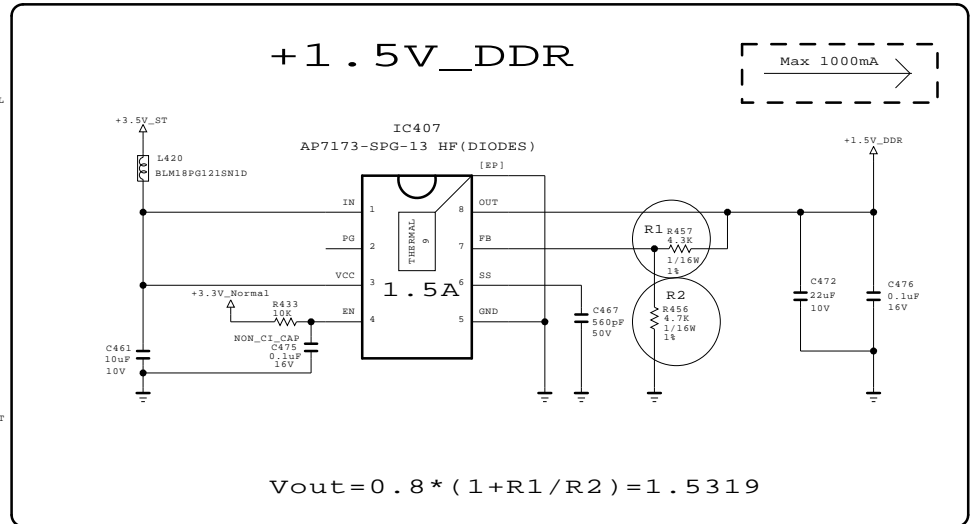 +1.5V_DDR
Max 1000mA
+3.5V_ST
L420
BLM18PG121SN1D
IC407
AP7173-SPG-13 HF(DIODES)
[EP]
+1.5V_DDR
IN
1
8
OUT
R1
R457
4.3K
1/16W
1%
PG
2
THERMAL
9
7
FB
VCC
3
1.5A
6
SS
+3.3V_Normal
R433
10K
EN
4
5
GND
R2
R456
4.7K
1/16W
1%
C472
22uF
10V
C476
0.1uF
16V
C467
560pF
50V
NON_CI_CAP
C475
0.1uF
16V
C461
10uF
10V
L
T
Vout=0.8*(1+R1/R2)=1.5319